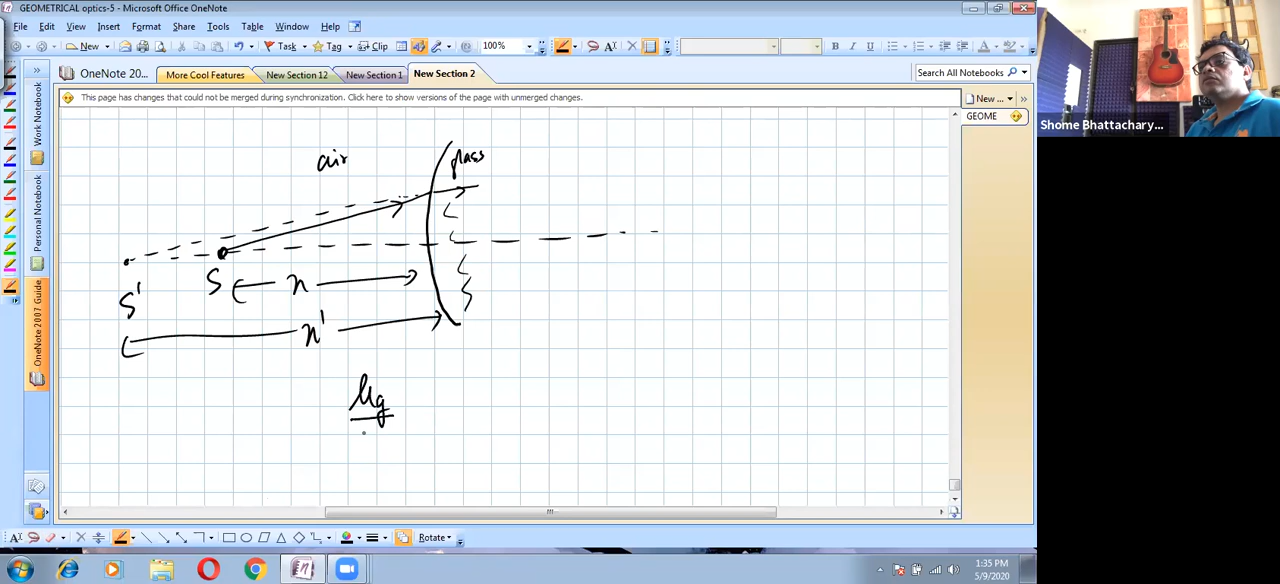 GEOMETRICAL optics-5 - Microsoft Office OneNote
File Edit View Insert Format Share Tools Table Window Help
New Task Tag Clip 100% B I U
OneNote 20... More Cool Features New Section 12 New Section 1 New Section 2 Search All Notebooks
This page has changes that could not be merged during synchronization. Click here to show versions of the page with unmerged changes.
New ...
GEOME
Work Notebook
Personal Notebook
OneNote 2007 Guide
air
glass
S' S x
x'
μg
Shome Bhattachary...
Rotate
1:35 PM
5/9/2020